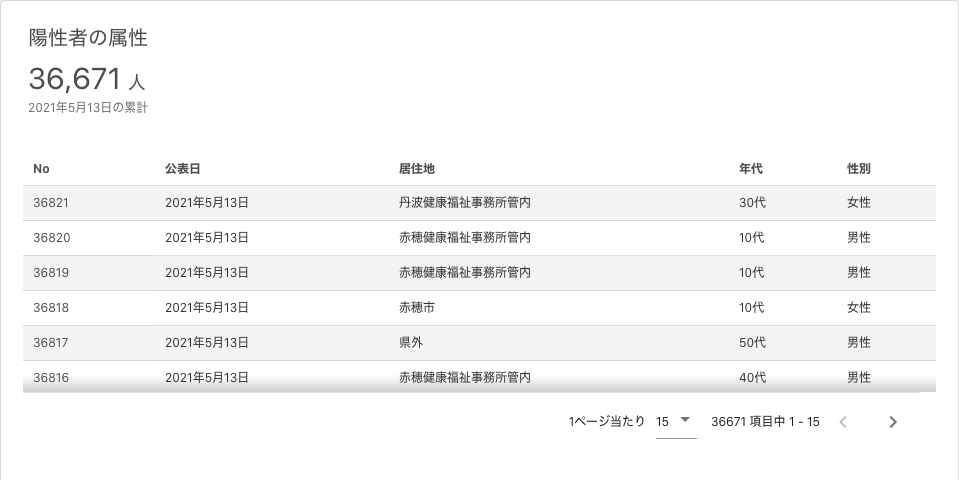 陽性者の属性
36,671 人
2021年5月13日の累計
No 公表日 居住地 年代 性別
36821 2021年5月13日 丹波健康福祉事務所管内 30代 女性
36820 2021年5月13日 赤穂健康福祉事務所管内 10代 男性
36819 2021年5月13日 赤穂健康福祉事務所管内 10代 男性
36818 2021年5月13日 赤穂市 10代 女性
36817 2021年5月13日 県外 50代 男性
36816 2021年5月13日 赤穂健康福祉事務所管内 40代 男性
1ページ当たり 15 36671 項目中 1 - 15